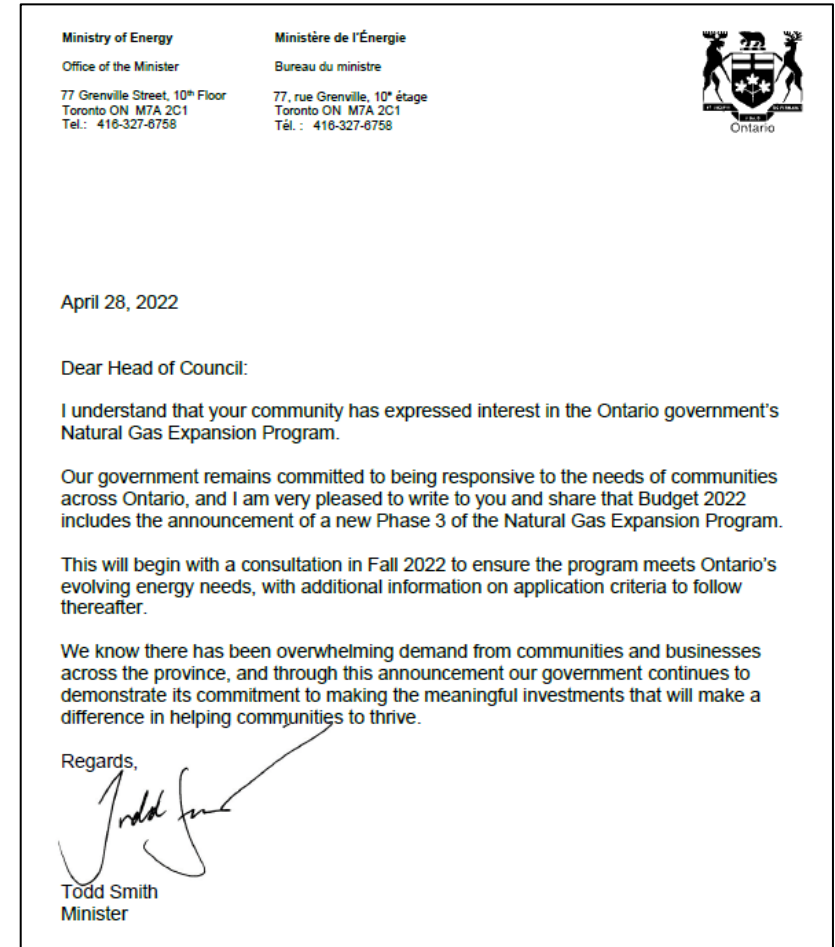 Ministry of Energy
Office of the Minister
77 Grenville Street, 10th Floor
Toronto ON M7A 2C1
Tel.: 416-327-6758
Ministère de l'Énergie
Bureau du ministre
77, rue Grenville, 10e étage
Toronto ON M7A 2C1
Tél. : 416-327-6758
Ontario
April 28, 2022
Dear Head of Council:
I understand that your community has expressed interest in the Ontario government's
Natural Gas Expansion Program.
Our government remains committed to being responsive to the needs of communities
across Ontario, and I am very pleased to write to you and share that Budget 2022
includes the announcement of a new Phase 3 of the Natural Gas Expansion Program.
This will begin with a consultation in Fall 2022 to ensure the program meets Ontario's
evolving energy needs, with additional information on application criteria to follow
thereafter.
We know there has been overwhelming demand from communities and businesses
across the province, and through this announcement our government continues to
demonstrate its commitment to making the meaningful investments that will make a
difference in helping communities to thrive.
Regards,
Todd Smith
Minister